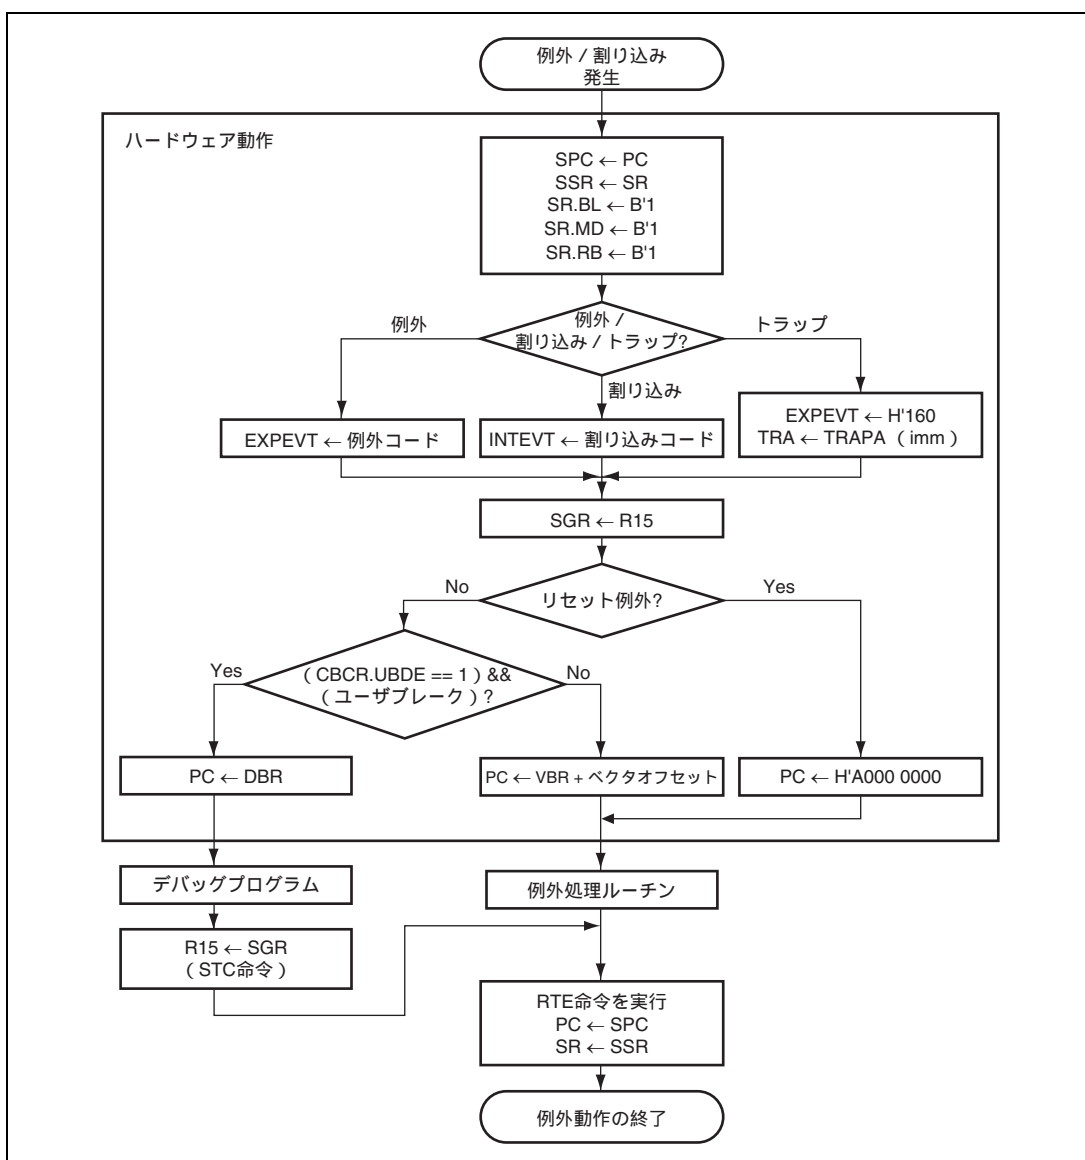 例外 / 割り込み
発生
ハードウェア動作
SPC ← PC
SSR ← SR
SR.BL ← B'1
SR.MD ← B'1
SR.RB ← B'1
例外 /
割り込み / トラップ?
例外
割り込み
トラップ
EXPEVT ← 例外コード
INTEVT ← 割り込みコード
EXPEVT ← H'160
TRA ← TRAPA （imm）
SGR ← R15
リセット例外?
No
Yes
（CBCR.UBDE == 1）&&
（ユーザブレーク）?
Yes
No
PC ← DBR
PC ← VBR + ベクタオフセット
PC ← H'A000 0000
デバッグプログラム
例外処理ルーチン
R15 ← SGR
（STC命令）
RTE命令を実行
PC ← SPC
SR ← SSR
例外動作の終了